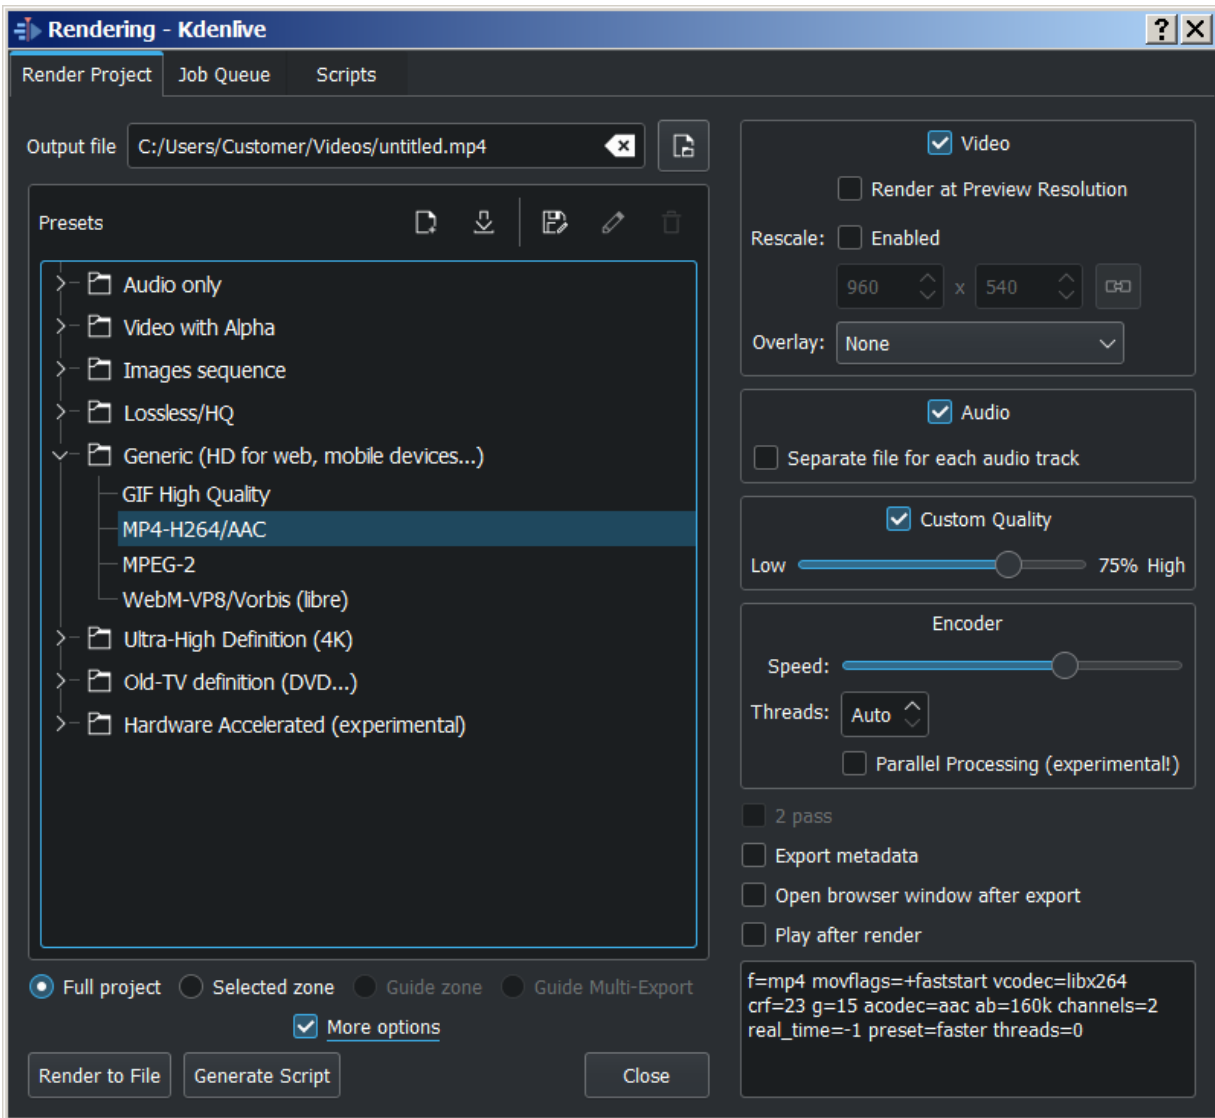 Rendering - Kdenlive
Render Project Job Queue Scripts
Output file C:/Users/Customer/Videos/untitled.mp4
Presets
Audio only
Video with Alpha
Images sequence
Lossless/HQ
Generic (HD for web, mobile devices...)
GIF High Quality
MP4-H264/AAC
MPEG-2
WebM-VP8/Vorbis (libre)
Ultra-High Definition (4K)
Old-TV definition (DVD...)
Hardware Accelerated (experimental)
Full project Selected zone Guide zone Guide Multi-Export
More options
Render to File Generate Script Close
Video
Render at Preview Resolution
Rescale: Enabled
960 x 540
Overlay: None
Audio
Separate file for each audio track
Custom Quality
Low 75% High
Encoder
Speed:
Threads: Auto
Parallel Processing (experimental!)
2 pass
Export metadata
Open browser window after export
Play after render
f=mp4 movflags=+faststart vcodec=libx264
crf=23 g=15 acodec=aac ab=160k channels=2
real_time=-1 preset=faster threads=0